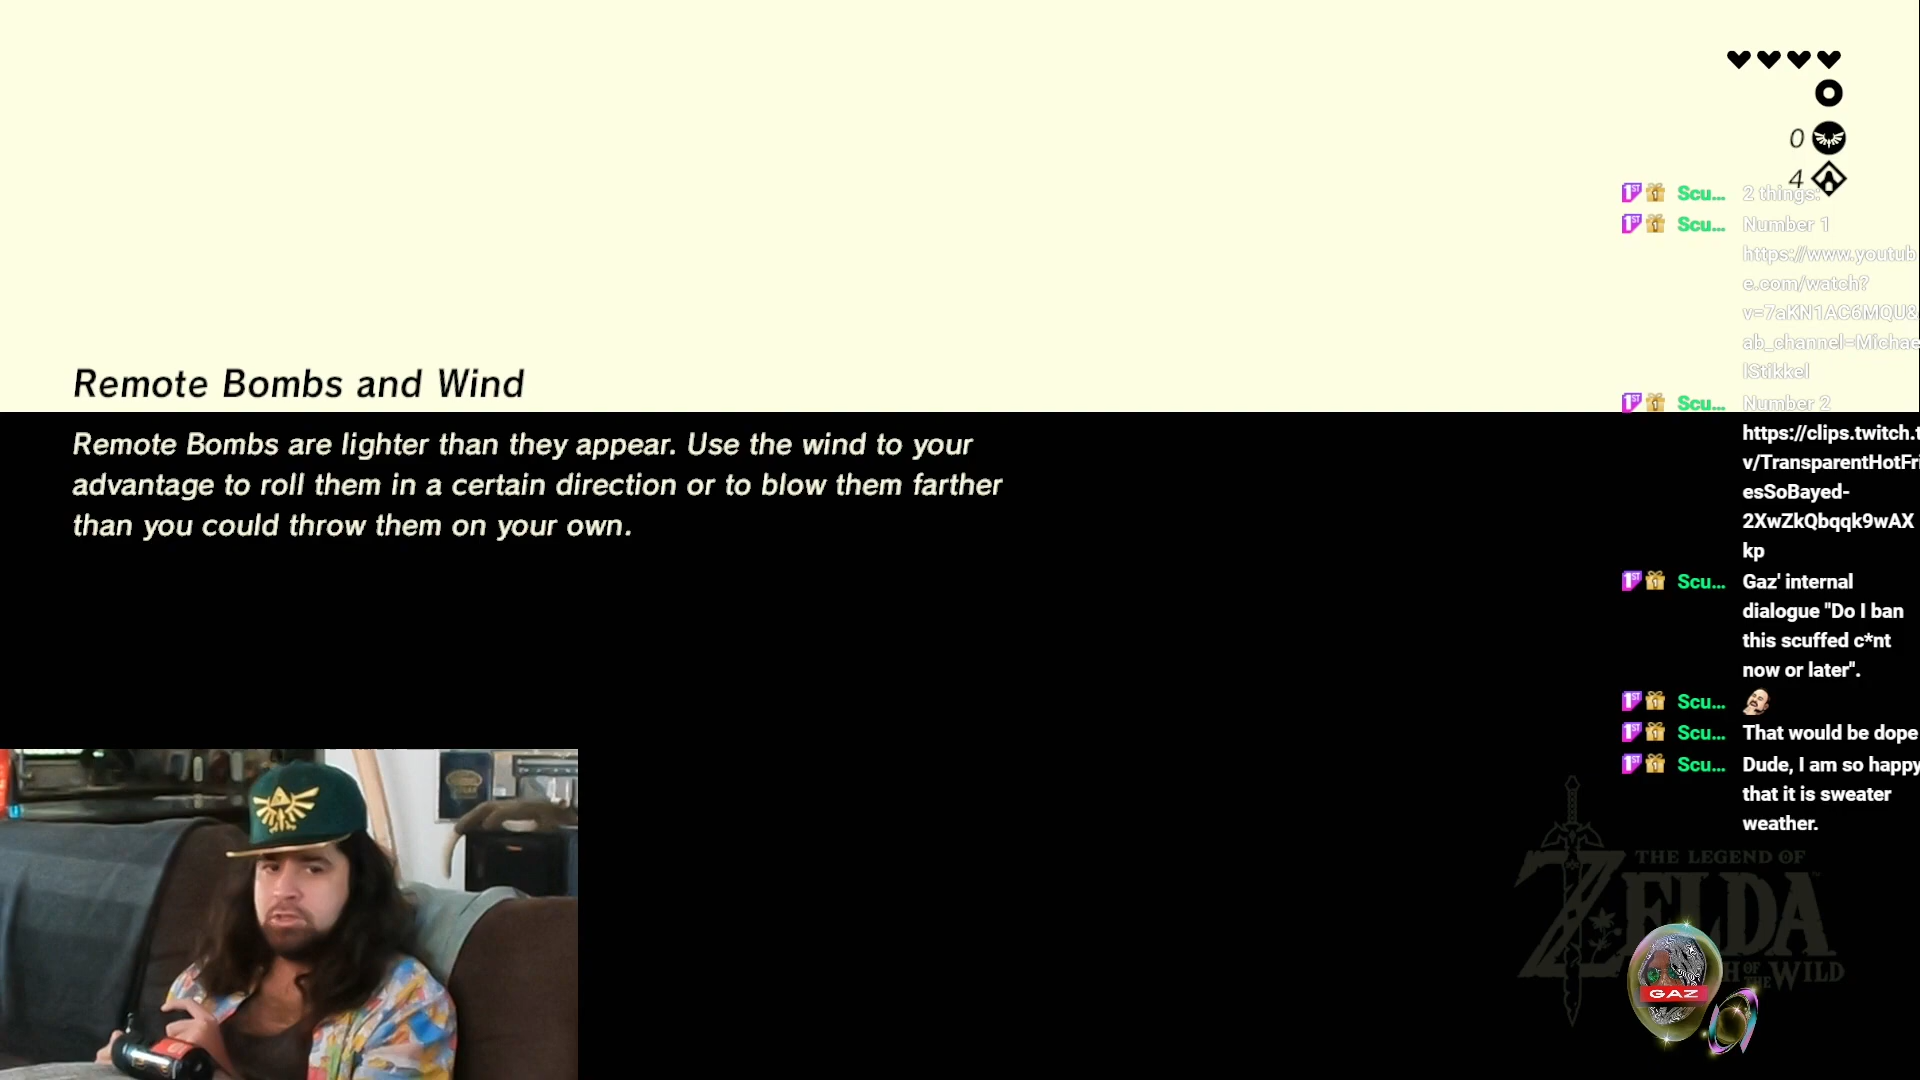 0
4
Remote Bombs and Wind
Remote Bombs are lighter than they appear. Use the wind to your
advantage to roll them in a certain direction or to blow them farther
than you could throw them on your own.
Scu... 2 things:
Scu... Number 1
https://www.youtub
e.com/watch?
v=7aKN1AC6MQU&
ab_channel=Michae
lStikkel
Scu... Number 2
https://clips.twitch.t
v/TransparentHotFri
esSoBayed-
2XwZkQbqqk9wAX
kp
Scu... Gaz' internal
dialogue "Do I ban
this scuffed c*nt
now or later".
Scu...
Scu... That would be dope
Scu... Dude, I am so happy
that it is sweater
weather.
THE LEGEND OF
ZELDA
OF THE WILD
GAZ